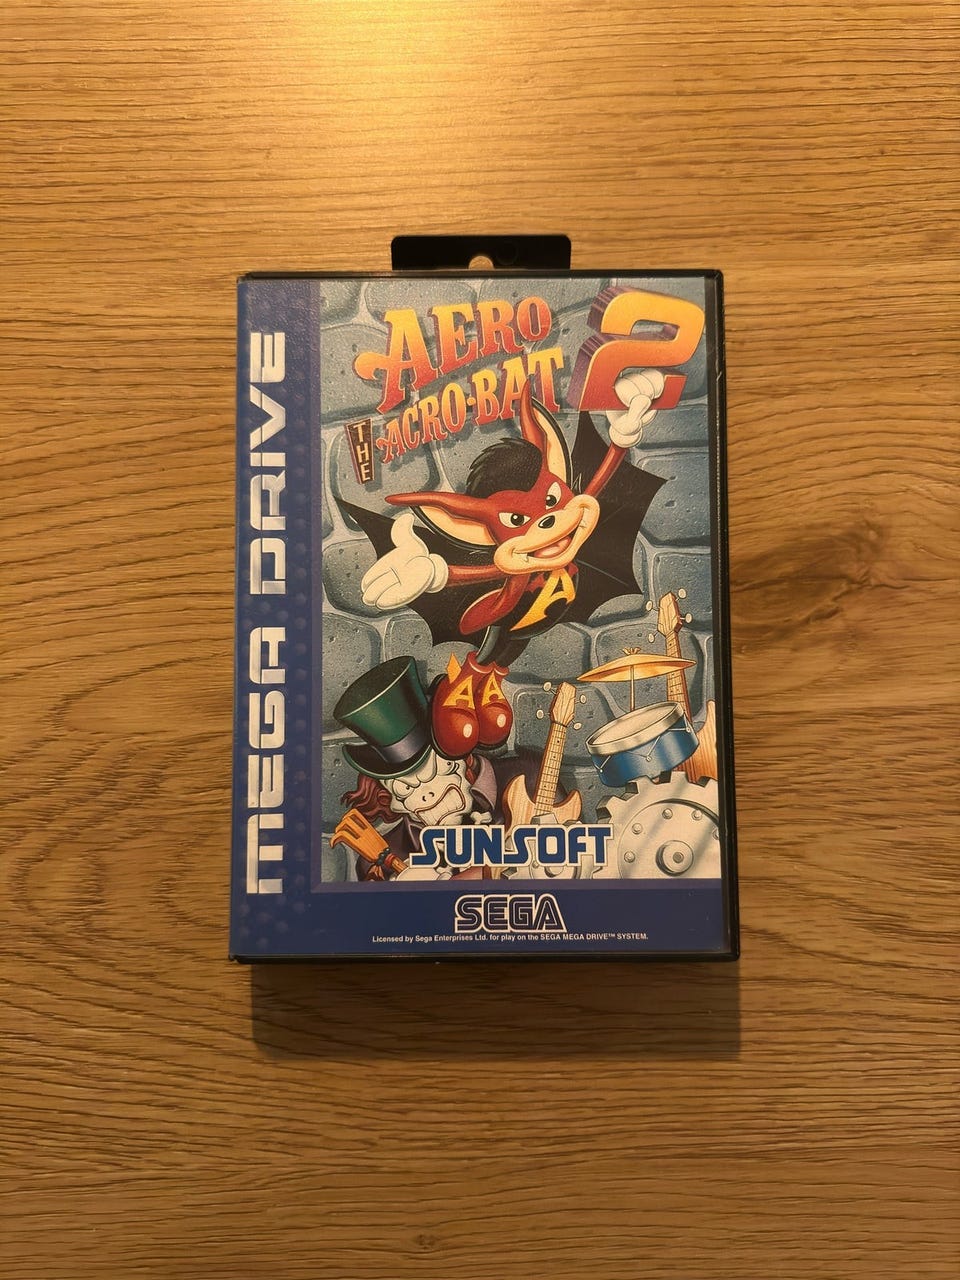 MEGA DRIVE
AERO
2
THE
ACRO·BAT
A
A A
SUNSOFT
SEGA
Licensed by Sega Enterprises Ltd. for play on the SEGA MEGA DRIVE™ SYSTEM.